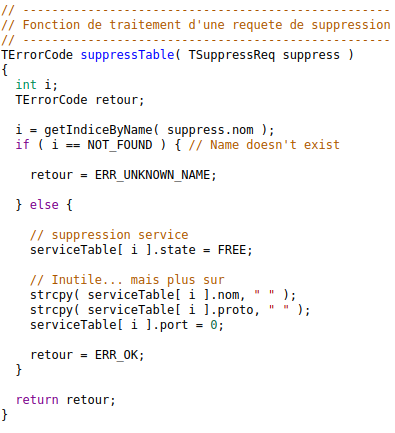 // -------------------------------------------------
// Fonction de traitement d'une requete de suppression
// -------------------------------------------------
TErrorCode suppressTable( TSuppressReq suppress )
{
  int i;
  TErrorCode retour;

  i = getIndiceByName( suppress.nom );
  if ( i == NOT_FOUND ) { // Name doesn't exist

    retour = ERR_UNKNOWN_NAME;

  } else {

    // suppression service
    serviceTable[ i ].state = FREE;

    // Inutile... mais plus sur
    strcpy( serviceTable[ i ].nom, " " );
    strcpy( serviceTable[ i ].proto, " " );
    serviceTable[ i ].port = 0;

    retour = ERR_OK;
  }

  return retour;
}